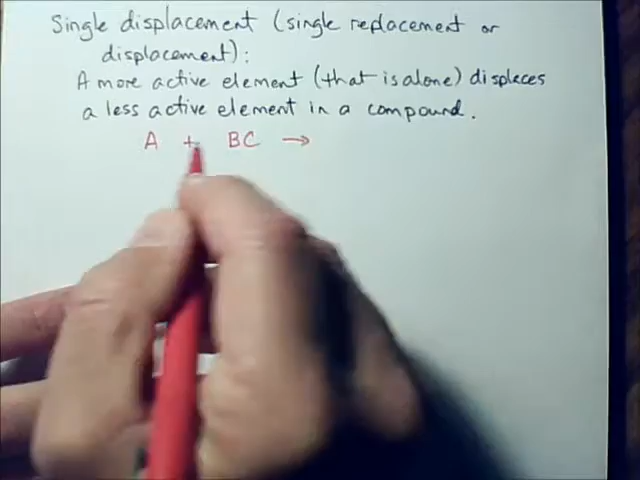 Single displacement (single replacement or
displacement):
A more active element (that is alone) displaces
a less active element in a compound.
A + BC →